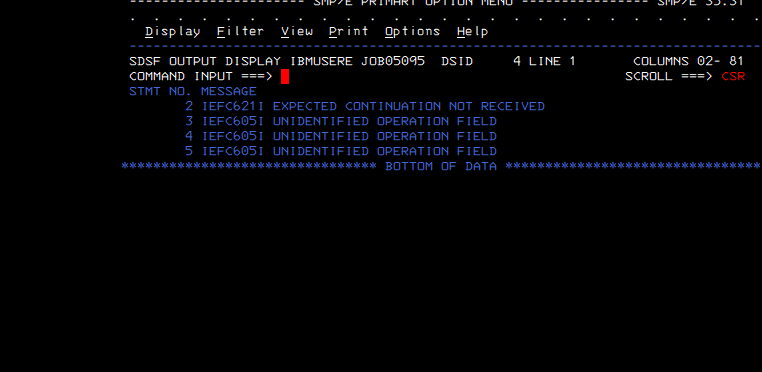 ---------------------- SMP/E PRIMARY OPTION MENU ---------------- SMP/E 35.31
. . . . . . . . . . . . . . . . . . . . . . . . . .
Display Filter View Print Options Help
-------------------------------------------------------------------------------
SDSF OUTPUT DISPLAY IBMUSERE JOB05095 DSID 4 LINE 1 COLUMNS 02- 81
COMMAND INPUT ===> SCROLL ===> CSR
STMT NO. MESSAGE
2 IEFC621I EXPECTED CONTINUATION NOT RECEIVED
3 IEFC605I UNIDENTIFIED OPERATION FIELD
4 IEFC605I UNIDENTIFIED OPERATION FIELD
5 IEFC605I UNIDENTIFIED OPERATION FIELD
******************************** BOTTOM OF DATA ********************************